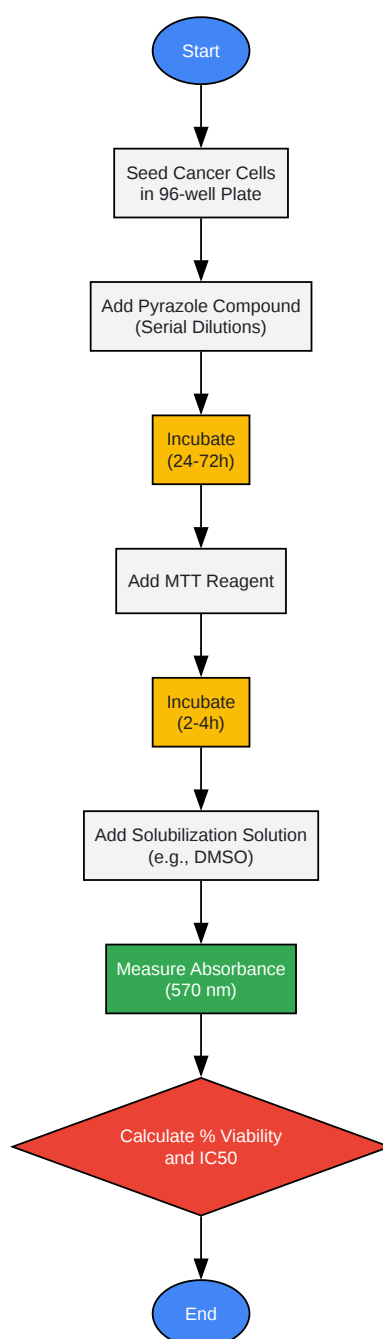 Start
Seed Cancer Cells
in 96-well Plate
Add Pyrazole Compound
(Serial Dilutions)
Incubate
(24-72h)
Add MTT Reagent
Incubate
(2-4h)
Add Solubilization Solution
(e.g., DMSO)
Measure Absorbance
(570 nm)
Calculate % Viability
and IC50
End